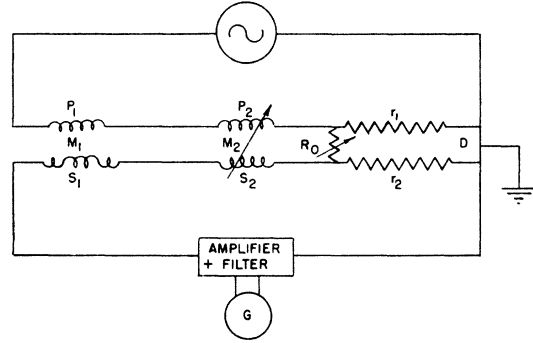 P1 P2 r1
M1 M2 R0 D
S1 S2 r2
AMPLIFIER
+ FILTER
G